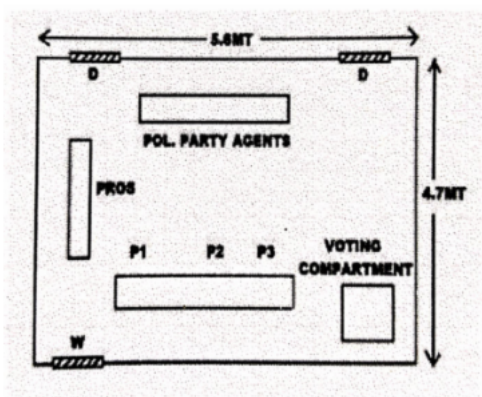 5.6MT
D D
POL. PARTY AGENTS
PROS
4.7MT
P1 P2 P3
VOTING
COMPARTMENT
W